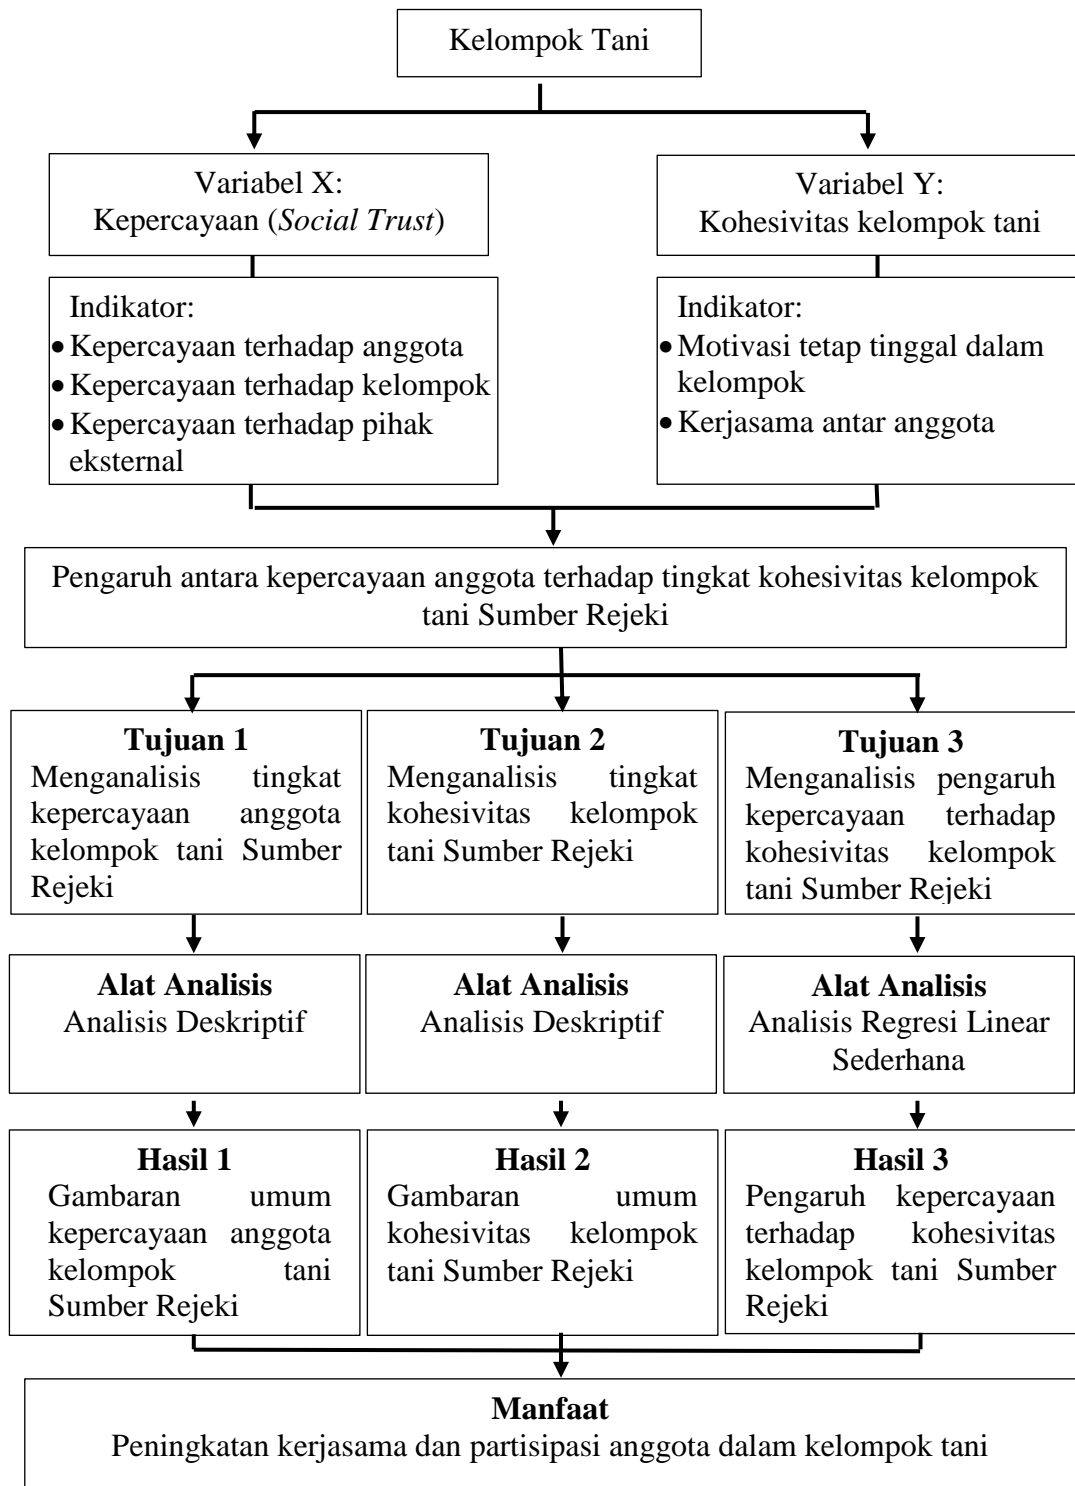 Kelompok Tani
Variabel X:
Kepercayaan (Social Trust)
Variabel Y:
Kohesivitas kelompok tani
Indikator:
• Kepercayaan terhadap anggota
• Kepercayaan terhadap kelompok
• Kepercayaan terhadap pihak
eksternal
Indikator:
• Motivasi tetap tinggal dalam
kelompok
• Kerjasama antar anggota
Pengaruh antara kepercayaan anggota terhadap tingkat kohesivitas kelompok
tani Sumber Rejeki
Tujuan 1
Menganalisis tingkat
kepercayaan anggota
kelompok tani Sumber
Rejeki
Tujuan 2
Menganalisis tingkat
kohesivitas kelompok
tani Sumber Rejeki
Tujuan 3
Menganalisis pengaruh
kepercayaan terhadap
kohesivitas kelompok
tani Sumber Rejeki
Alat Analisis
Analisis Deskriptif
Alat Analisis
Analisis Deskriptif
Alat Analisis
Analisis Regresi Linear
Sederhana
Hasil 1
Gambaran umum
kepercayaan anggota
kelompok tani
Sumber Rejeki
Hasil 2
Gambaran umum
kohesivitas kelompok
tani Sumber Rejeki
Hasil 3
Pengaruh kepercayaan
terhadap kohesivitas
kelompok tani Sumber
Rejeki
Manfaat
Peningkatan kerjasama dan partisipasi anggota dalam kelompok tani